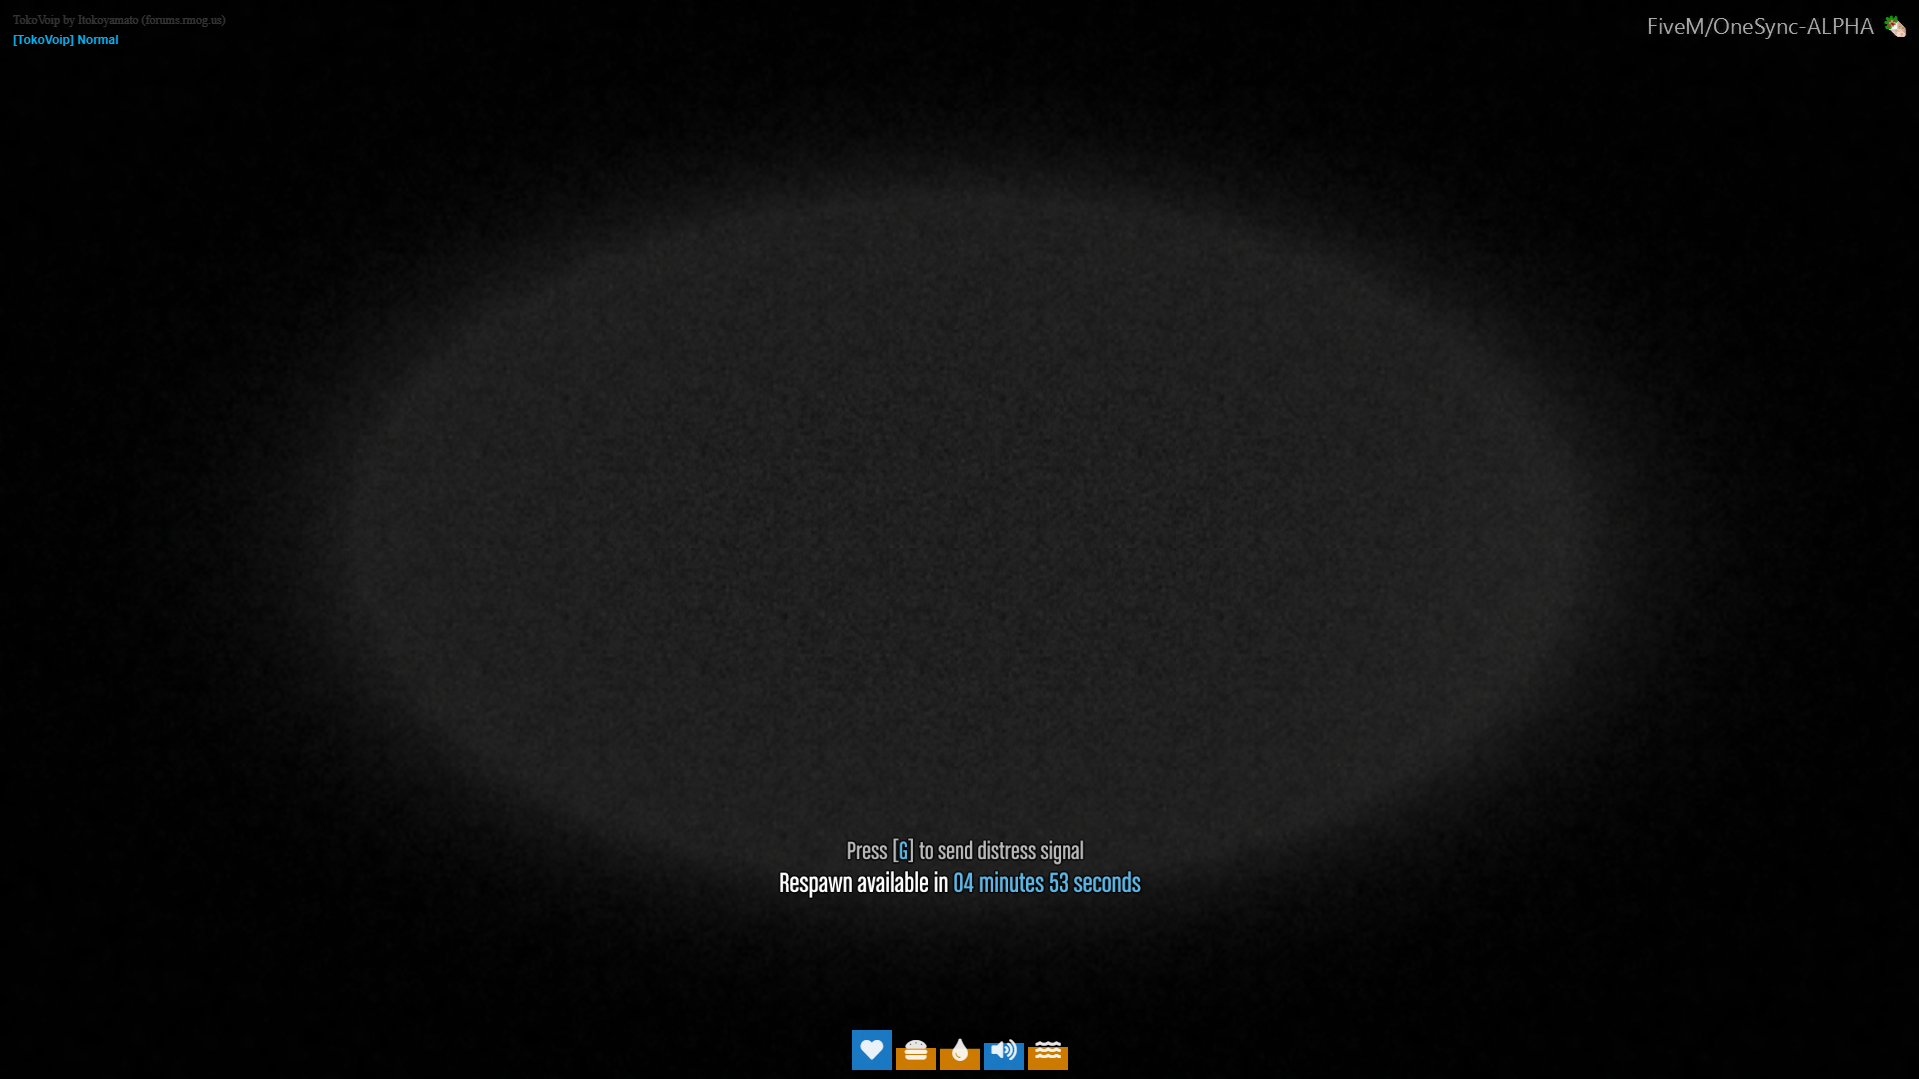 TokoVoip by Itokoyamato (forums.rmog.us)
[TokoVoip] Normal
FiveM/OneSync-ALPHA
Press [G] to send distress signal
Respawn available in 04 minutes 53 seconds